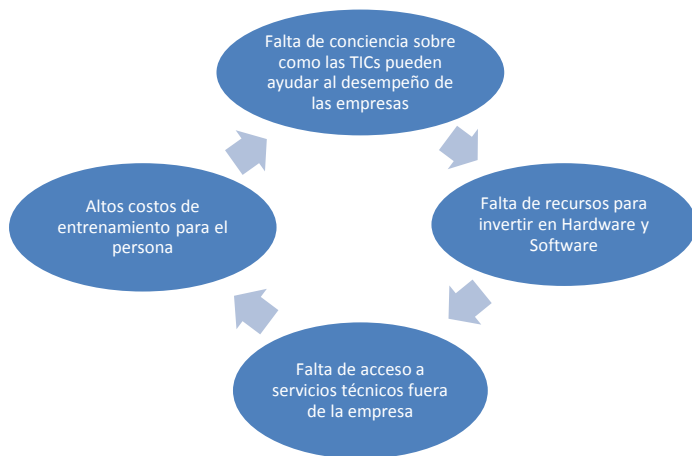 Falta de conciencia sobre
como las TICs pueden
ayudar al desempeño de
las empresas
Falta de recursos para
invertir en Hardware y
Software
Falta de acceso a
servicios técnicos fuera
de la empresa
Altos costos de
entrenamiento para el
persona